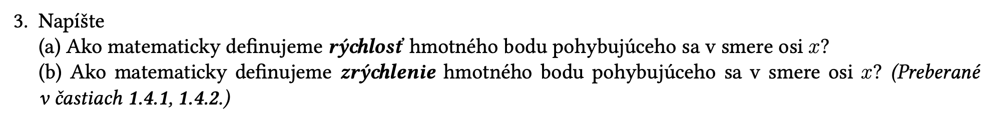 3. Napíšte
(a) Ako matematicky definujeme rýchlosť hmotného bodu pohybujúceho sa v smere osi x?
(b) Ako matematicky definujeme zrýchlenie hmotného bodu pohybujúceho sa v smere osi x? (Preberané
v častiach 1.4.1, 1.4.2.)